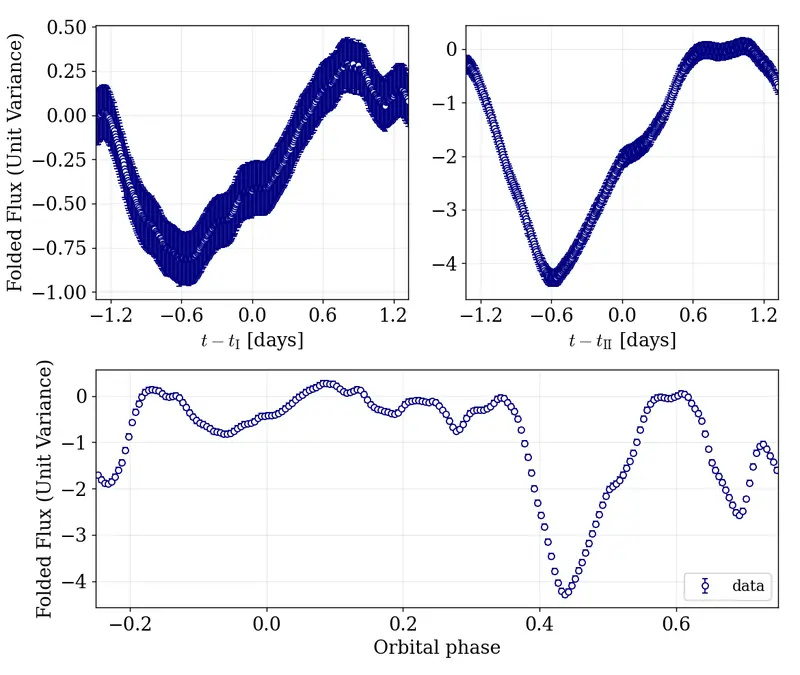 Folded Flux (Unit Variance)
0.50
0.25
0.00
−0.25
−0.50
−0.75
−1.00
−1.2 −0.6 0.0 0.6 1.2
t − tI [days]
0
−1
−2
−3
−4
−1.2 −0.6 0.0 0.6 1.2
t − tII [days]
Folded Flux (Unit Variance)
0
−1
−2
−3
−4
data
−0.2 0.0 0.2 0.4 0.6
Orbital phase